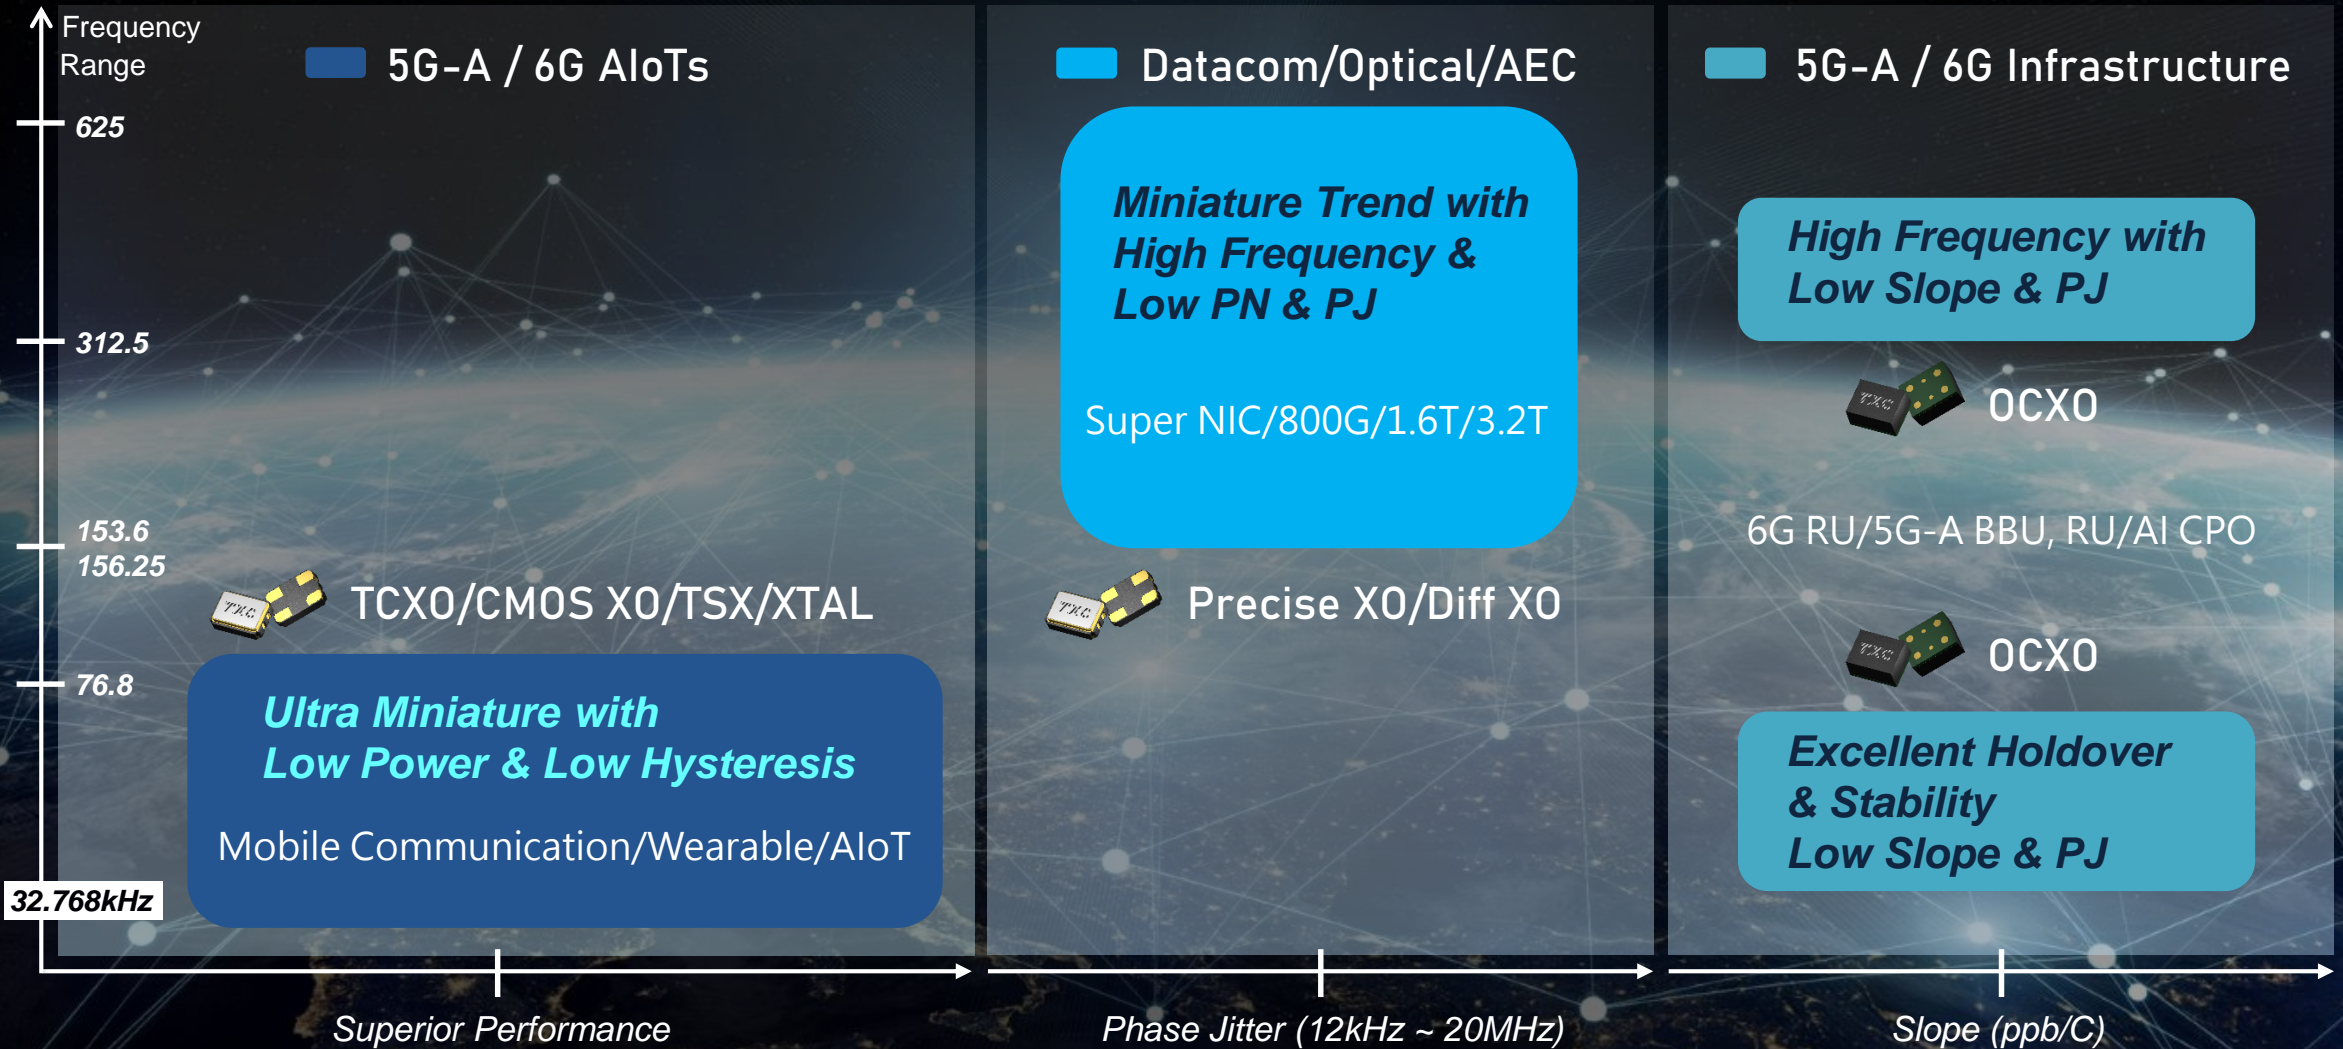 Frequency
Range
625
312.5
153.6
156.25
76.8
32.768kHz
5G-A / 6G AIoTs
TXC
TCXO/CMOS XO/TSX/XTAL
Ultra Miniature with
Low Power & Low Hysteresis
Mobile Communication/Wearable/AIoT
Superior Performance
Datacom/Optical/AEC
Miniature Trend with
High Frequency &
Low PN & PJ
Super NIC/800G/1.6T/3.2T
TXC
Precise XO/Diff XO
Phase Jitter (12kHz ~ 20MHz)
5G-A / 6G Infrastructure
High Frequency with
Low Slope & PJ
TXC
OCXO
6G RU/5G-A BBU, RU/AI CPO
TXC
OCXO
Excellent Holdover
& Stability
Low Slope & PJ
Slope (ppb/C)